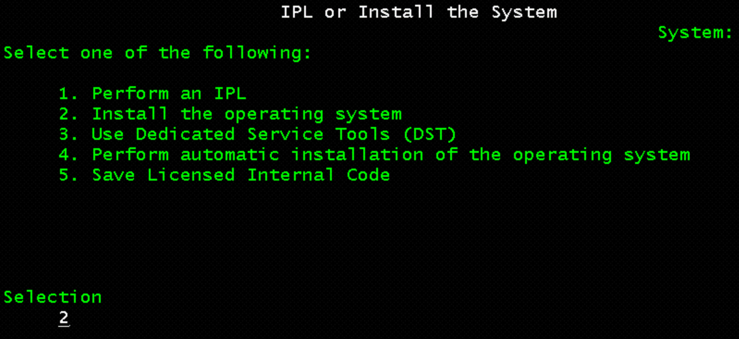 IPL or Install the System
System:
Select one of the following:
1. Perform an IPL
2. Install the operating system
3. Use Dedicated Service Tools (DST)
4. Perform automatic installation of the operating system
5. Save Licensed Internal Code
Selection
2